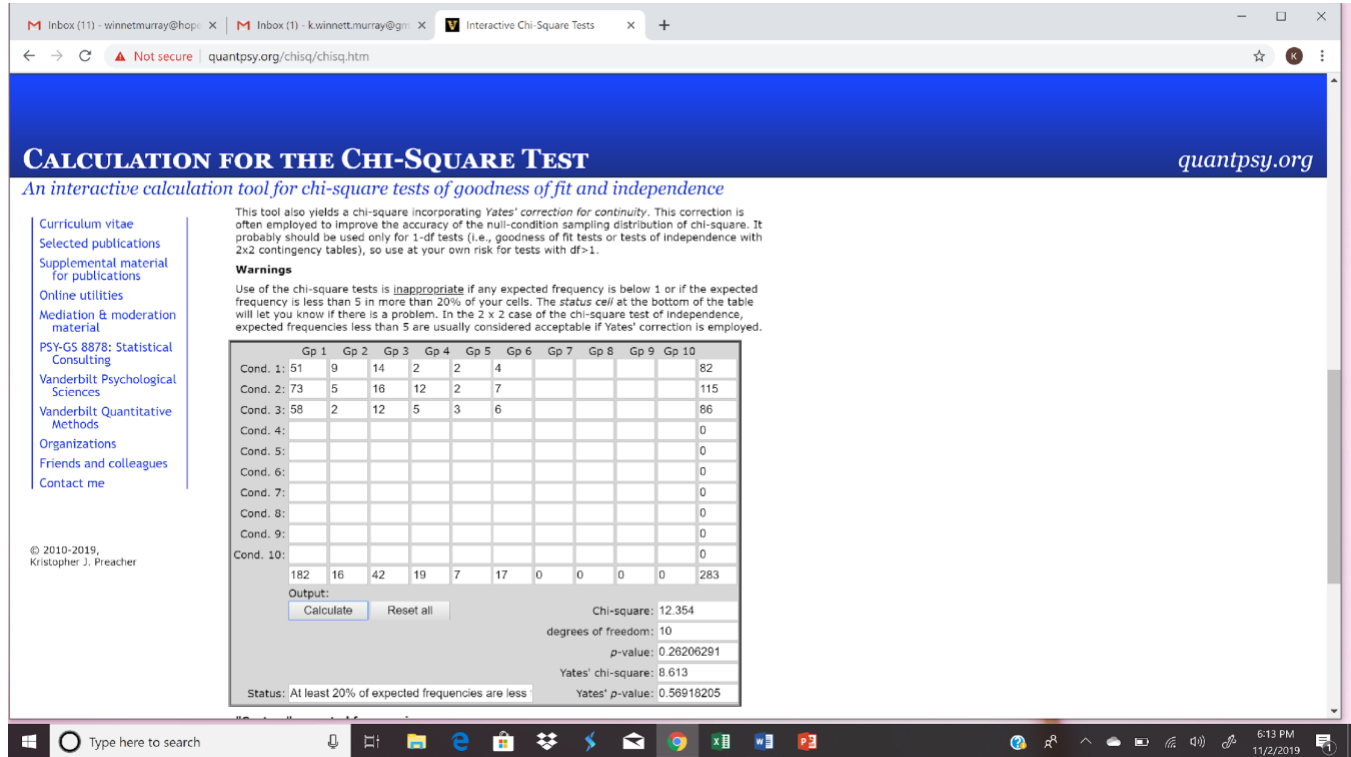 Inbox (11) - winnetmurray@hope
Inbox (1) - k.winnett.murray@gm
Interactive Chi-Square Tests
Not secure
quantpsy.org/chisq/chisq.htm
K
CALCULATION FOR THE CHI-SQUARE TEST
quantpsy.org
An interactive calculation tool for chi-square tests of goodness of fit and independence
Curriculum vitae
Selected publications
Supplemental material
for publications
Online utilities
Mediation & moderation
material
PSY-GS 8878: Statistical
Consulting
Vanderbilt Psychological
Sciences
Vanderbilt Quantitative
Methods
Organizations
Friends and colleagues
Contact me
© 2010-2019,
Kristopher J. Preacher
This tool also yields a chi-square incorporating Yates' correction for continuity. This correction is
often employed to improve the accuracy of the null-condition sampling distribution of chi-square. It
probably should be used only for 1-df tests (i.e., goodness of fit tests or tests of independence with
2x2 contingency tables), so use at your own risk for tests with df>1.
Warnings
Use of the chi-square tests is inappropriate if any expected frequency is below 1 or if the expected
frequency is less than 5 in more than 20% of your cells. The status cell at the bottom of the table
will let you know if there is a problem. In the 2 x 2 case of the chi-square test of independence,
expected frequencies less than 5 are usually considered acceptable if Yates' correction is employed.
Gp 1 Gp 2 Gp 3 Gp 4 Gp 5 Gp 6 Gp 7 Gp 8 Gp 9 Gp 10
Cond. 1: 51 9 14 2 2 4 82
Cond. 2: 73 5 16 12 2 7 115
Cond. 3: 58 2 12 5 3 6 86
Cond. 4: 0
Cond. 5: 0
Cond. 6: 0
Cond. 7: 0
Cond. 8: 0
Cond. 9: 0
Cond. 10: 0
182 16 42 19 7 17 0 0 0 0 283
Output:
Calculate Reset all Chi-square: 12.354
degrees of freedom: 10
p-value: 0.26206291
Yates' chi-square: 8.613
Status: At least 20% of expected frequencies are less Yates' p-value: 0.56918205
Type here to search
6:13 PM
11/2/2019